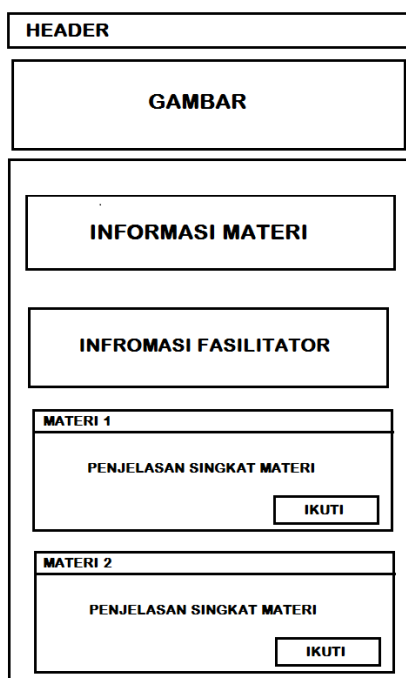 HEADER
GAMBAR
INFORMASI MATERI
INFROMASI FASILITATOR
MATERI 1
PENJELASAN SINGKAT MATERI
IKUTI
MATERI 2
PENJELASAN SINGKAT MATERI
IKUTI